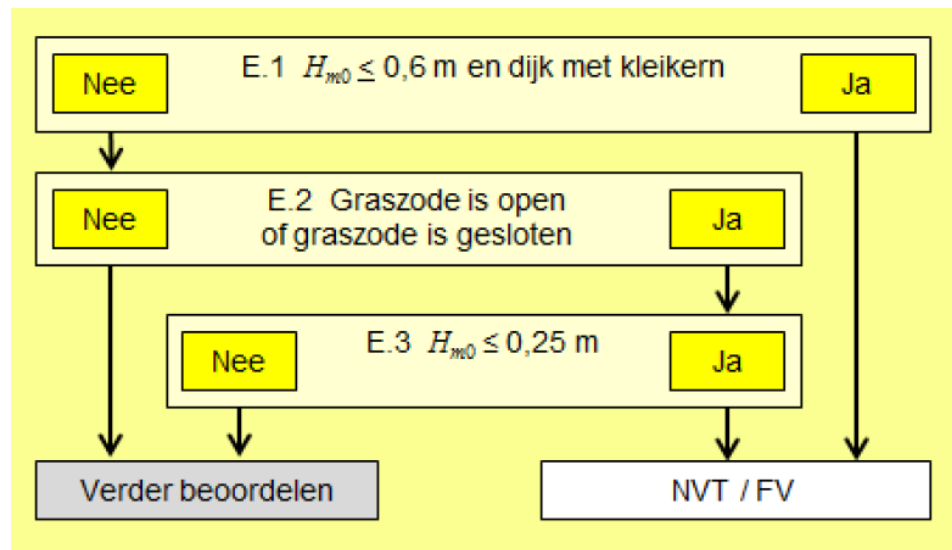 Nee
E.1 Hm0 ≤ 0,6 m en dijk met kleikern
Ja
Nee
E.2 Graszode is open
of graszode is gesloten
Ja
Nee
E.3 Hm0 ≤ 0,25 m
Ja
Verder beoordelen
NVT / FV